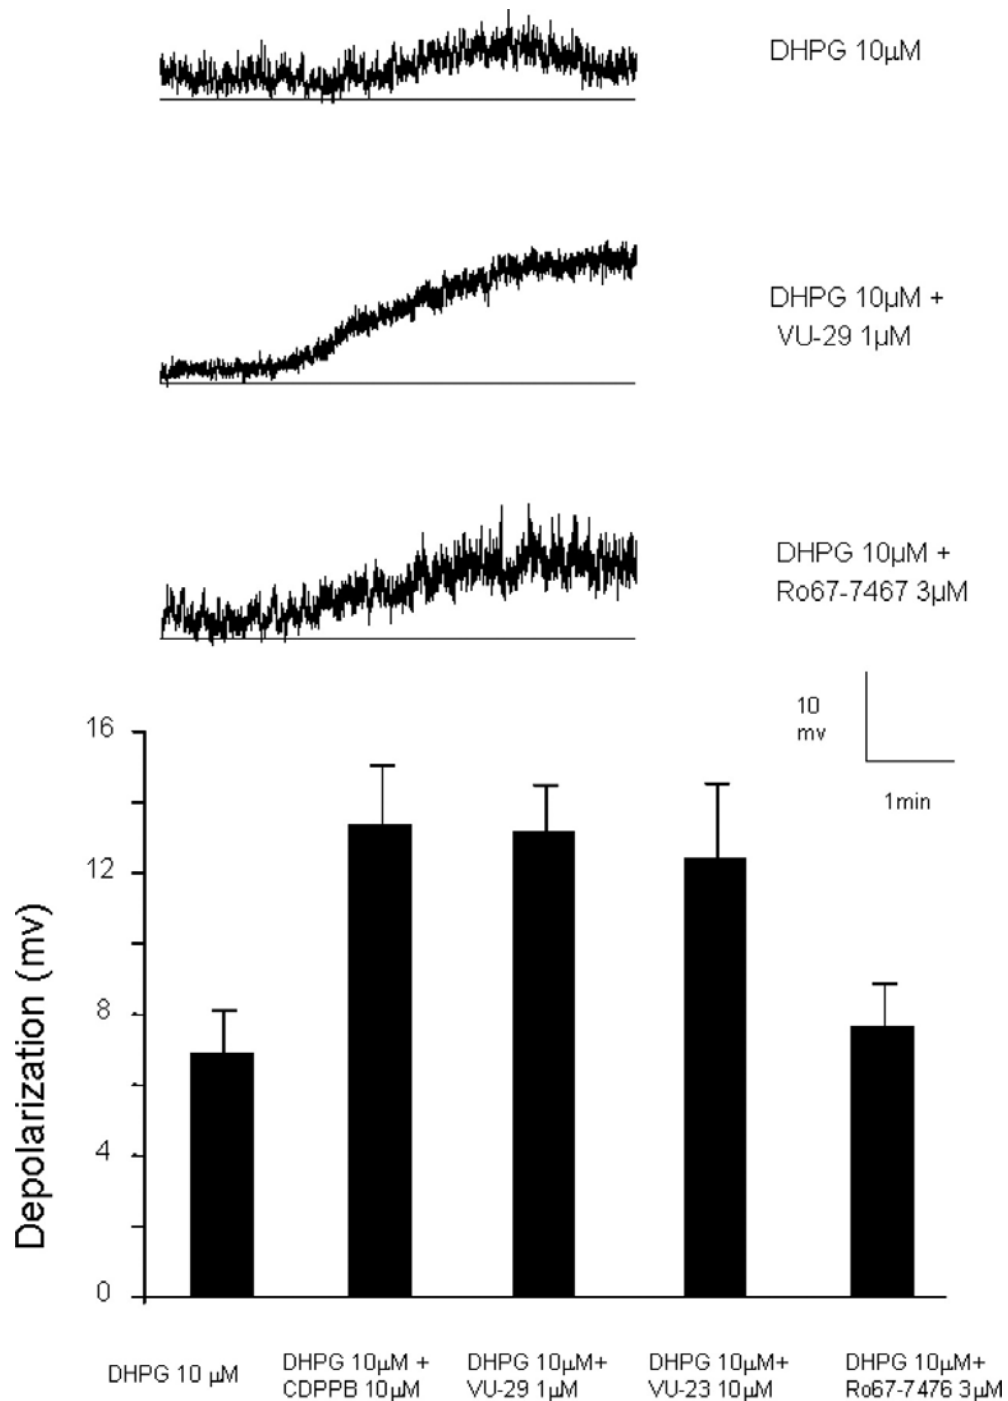 DHPG 10µM
DHPG 10µM +
VU-29 1µM
DHPG 10µM +
Ro67-7467 3µM
10
mv
1min
16
12
8
4
0
Depolarization (mv)
DHPG 10 µM
DHPG 10µM +
CDPPB 10µM
DHPG 10µM+
VU-29 1µM
DHPG 10µM+
VU-23 10µM
DHPG 10µM+
Ro67-7476 3µM